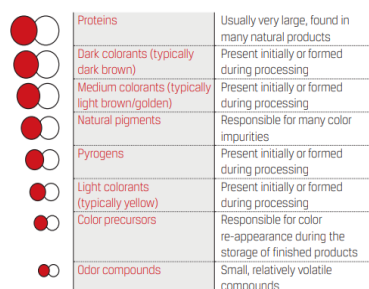 Proteins
Usually very large, found in
many natural products
Dark colorants (typically
dark brown)
Present initially or formed
during processing
Medium colorants (typically
light brown/golden)
Present initially or formed
during processing
Natural pigments
Responsible for many color
impurities
Pyrogens
Present initially or formed
during processing
Light colorants
(typically yellow)
Present initially or formed
during processing
Color precursors
Responsible for color
re-appearance during the
storage of finished products
Odor compounds
Small, relatively volatile
compounds